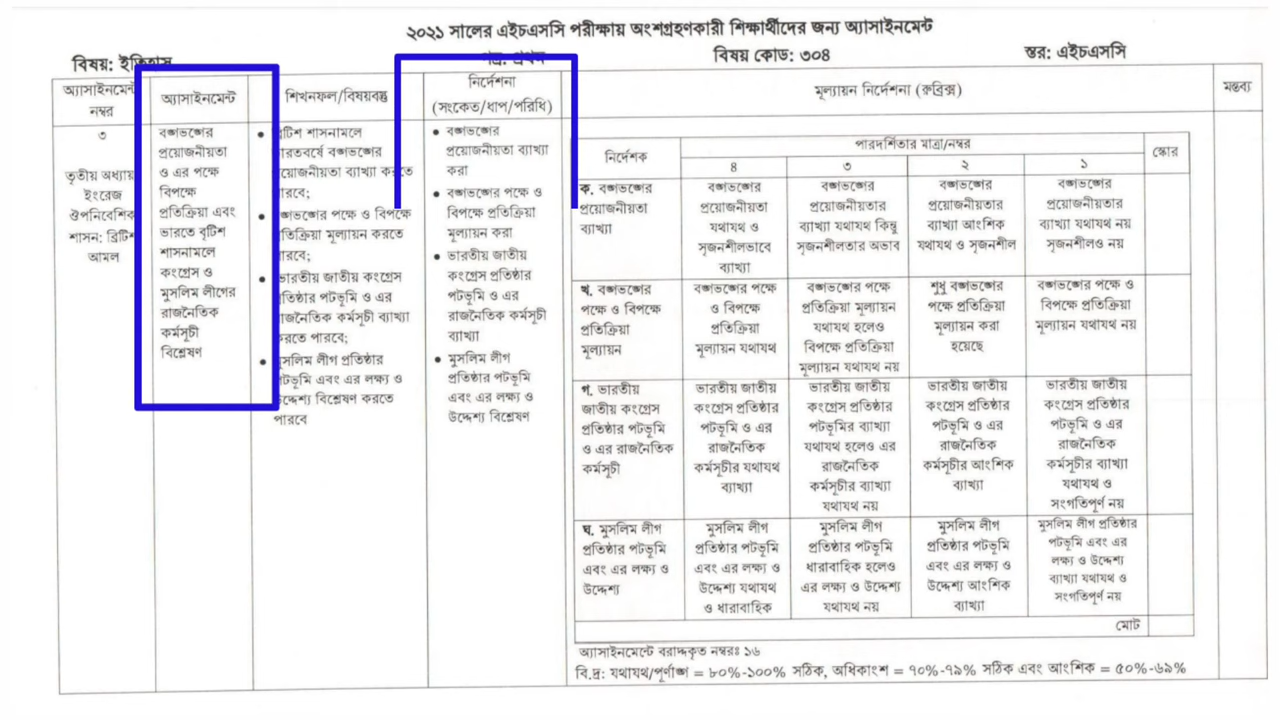 ২০২১ সালের এইচএসসি পরীক্ষায় অংশগ্রহণকারী শিক্ষার্থীদের জন্য অ্যাসাইনমেন্ট
বিষয়: ইতিহাস
পত্র: প্রথম
বিষয় কোড: ৩০৪
স্তর: এইচএসসি
অ্যাসাইনমেন্ট
নম্বর
অ্যাসাইনমেন্ট
শিখনফল/বিষয়বস্তু
নির্দেশনা
(সংকেত/ধাপ/পরিধি)
মূল্যায়ন নির্দেশনা (রুব্রিক্স)
মন্তব্য
৩
তৃতীয় অধ্যায়
ইংরেজ
ঔপনিবেশিক
শাসন: ব্রিটিশ
আমল
বঙ্গভঙ্গের
প্রয়োজনীয়তা
ও এর পক্ষে
বিপক্ষে
প্রতিক্রিয়া এবং
ভারতে বৃটিশ
শাসনামলে
কংগ্রেস ও
মুসলিম লীগের
রাজনৈতিক
কর্মসূচী
বিশ্লেষণ
• ব্রিটিশ শাসনামলে
ভারতবর্ষে বঙ্গভঙ্গের
প্রয়োজনীয়তা ব্যাখ্যা করতে
পারবে;
• বঙ্গভঙ্গের পক্ষে ও বিপক্ষে
প্রতিক্রিয়া মূল্যায়ন করতে
পারবে;
• ভারতীয় জাতীয় কংগ্রেস
প্রতিষ্ঠার পটভূমি ও এর
রাজনৈতিক কর্মসূচী ব্যাখ্যা
করতে পারবে;
• মুসলিম লীগ প্রতিষ্ঠার
পটভূমি এবং এর লক্ষ্য ও
উদ্দেশ্য বিশ্লেষণ করতে
পারবে
• বঙ্গভঙ্গের
প্রয়োজনীয়তা ব্যাখ্যা
করা
• বঙ্গভঙ্গের পক্ষে ও
বিপক্ষে প্রতিক্রিয়া
মূল্যায়ন করা
• ভারতীয় জাতীয়
কংগ্রেস প্রতিষ্ঠার
পটভূমি ও এর
রাজনৈতিক কর্মসূচী
ব্যাখ্যা
• মুসলিম লীগ
প্রতিষ্ঠার পটভূমি
এবং এর লক্ষ্য ও
উদ্দেশ্য বিশ্লেষণ
নির্দেশক
পারদর্শিতার মাত্রা/নম্বর
স্কোর
৪
৩
২
১
ক. বঙ্গভঙ্গের
প্রয়োজনীয়তা
ব্যাখ্যা
বঙ্গভঙ্গের
প্রয়োজনীয়তা
যথাযথ ও
সৃজনশীলভাবে
ব্যাখ্যা
বঙ্গভঙ্গের
প্রয়োজনীয়তার
ব্যাখ্যা যথাযথ কিন্তু
সৃজনশীলতার অভাব
বঙ্গভঙ্গের
প্রয়োজনীয়তার
ব্যাখ্যা আংশিক
যথাযথ ও সৃজনশীল
বঙ্গভঙ্গের
প্রয়োজনীয়তার
ব্যাখ্যা যথাযথ নয়
সৃজনশীলও নয়
খ. বঙ্গভঙ্গের
পক্ষে ও বিপক্ষে
প্রতিক্রিয়া
মূল্যায়ন
বঙ্গভঙ্গের পক্ষে
ও বিপক্ষে
প্রতিক্রিয়া
মূল্যায়ন যথাযথ
বঙ্গভঙ্গের পক্ষে
প্রতিক্রিয়া মূল্যায়ন
যথাযথ হলেও
বিপক্ষে প্রতিক্রিয়া
মূল্যায়ন যথাযথ নয়
শুধু বঙ্গভঙ্গের
পক্ষে প্রতিক্রিয়া
মূল্যায়ন করা
হয়েছে
বঙ্গভঙ্গের পক্ষে ও
বিপক্ষে প্রতিক্রিয়া
মূল্যায়ন যথাযথ নয়
গ. ভারতীয়
জাতীয় কংগ্রেস
প্রতিষ্ঠার পটভূমি
ও এর রাজনৈতিক
কর্মসূচী
ভারতীয় জাতীয়
কংগ্রেস প্রতিষ্ঠার
পটভূমি ও এর
রাজনৈতিক
কর্মসূচীর যথাযথ
ব্যাখ্যা
ভারতীয় জাতীয়
কংগ্রেস প্রতিষ্ঠার
পটভূমির ব্যাখ্যা
যথাযথ হলেও এর
রাজনৈতিক
কর্মসূচীর ব্যাখ্যা
যথাযথ নয়
ভারতীয় জাতীয়
কংগ্রেস প্রতিষ্ঠার
পটভূমি ও এর
রাজনৈতিক
কর্মসূচীর আংশিক
ব্যাখ্যা
ভারতীয় জাতীয়
কংগ্রেস প্রতিষ্ঠার
পটভূমি ও এর
রাজনৈতিক
কর্মসূচীর ব্যাখ্যা
যথাযথ ও
সংগতিপূর্ণ নয়
ঘ. মুসলিম লীগ
প্রতিষ্ঠার পটভূমি
এবং এর লক্ষ্য ও
উদ্দেশ্য
মুসলিম লীগ
প্রতিষ্ঠার পটভূমি
এবং এর লক্ষ্য ও
উদ্দেশ্য যথাযথ
ও ধারাবাহিক
মুসলিম লীগ
প্রতিষ্ঠার পটভূমি
ধারাবাহিক হলেও
এর লক্ষ্য ও উদ্দেশ্য
যথাযথ নয়
মুসলিম লীগ
প্রতিষ্ঠার পটভূমি
এবং এর লক্ষ্য ও
উদ্দেশ্য আংশিক
ব্যাখ্যা
মুসলিম লীগ প্রতিষ্ঠার
পটভূমি এবং এর
লক্ষ্য ও উদ্দেশ্য
ব্যাখ্যা যথাযথ ও
সংগতিপূর্ণ নয়
মোট
অ্যাসাইনমেন্টে বরাদ্দকৃত নম্বরঃ ১৬
বি.দ্র: যথাযথ/পূর্ণাঙ্গ = ৮০%-১০০% সঠিক, অধিকাংশ = ৭০%-৭৯% সঠিক এবং আংশিক = ৫০%-৬৯%